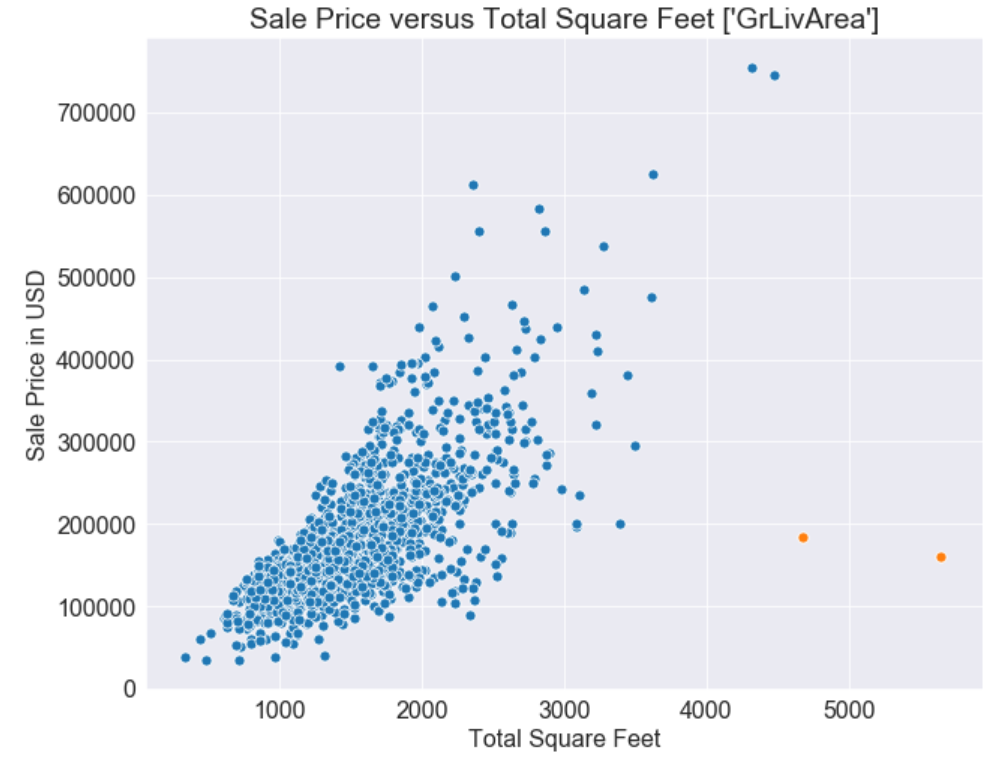 Sale Price versus Total Square Feet ['GrLivArea']
Sale Price in USD
700000
600000
500000
400000
300000
200000
100000
0
1000 2000 3000 4000 5000
Total Square Feet